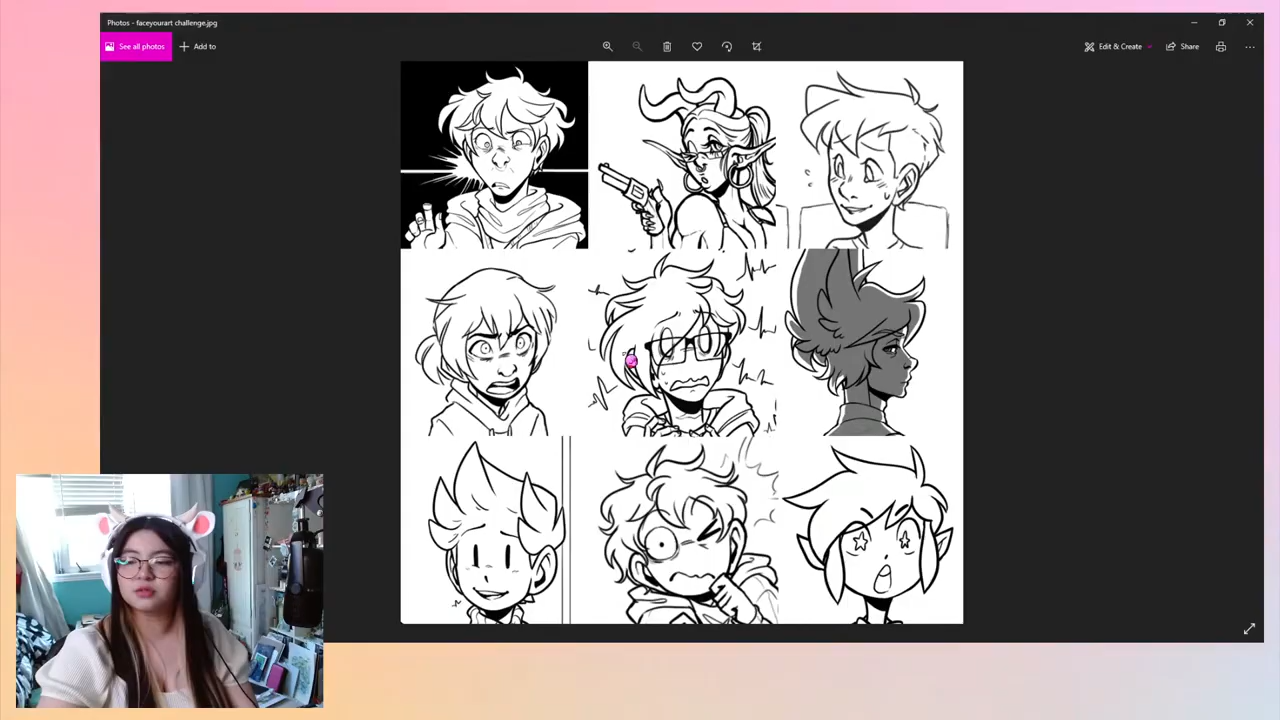 Photos - faceyourart challenge.jpg
See all photos
Add to
Edit & Create
Share